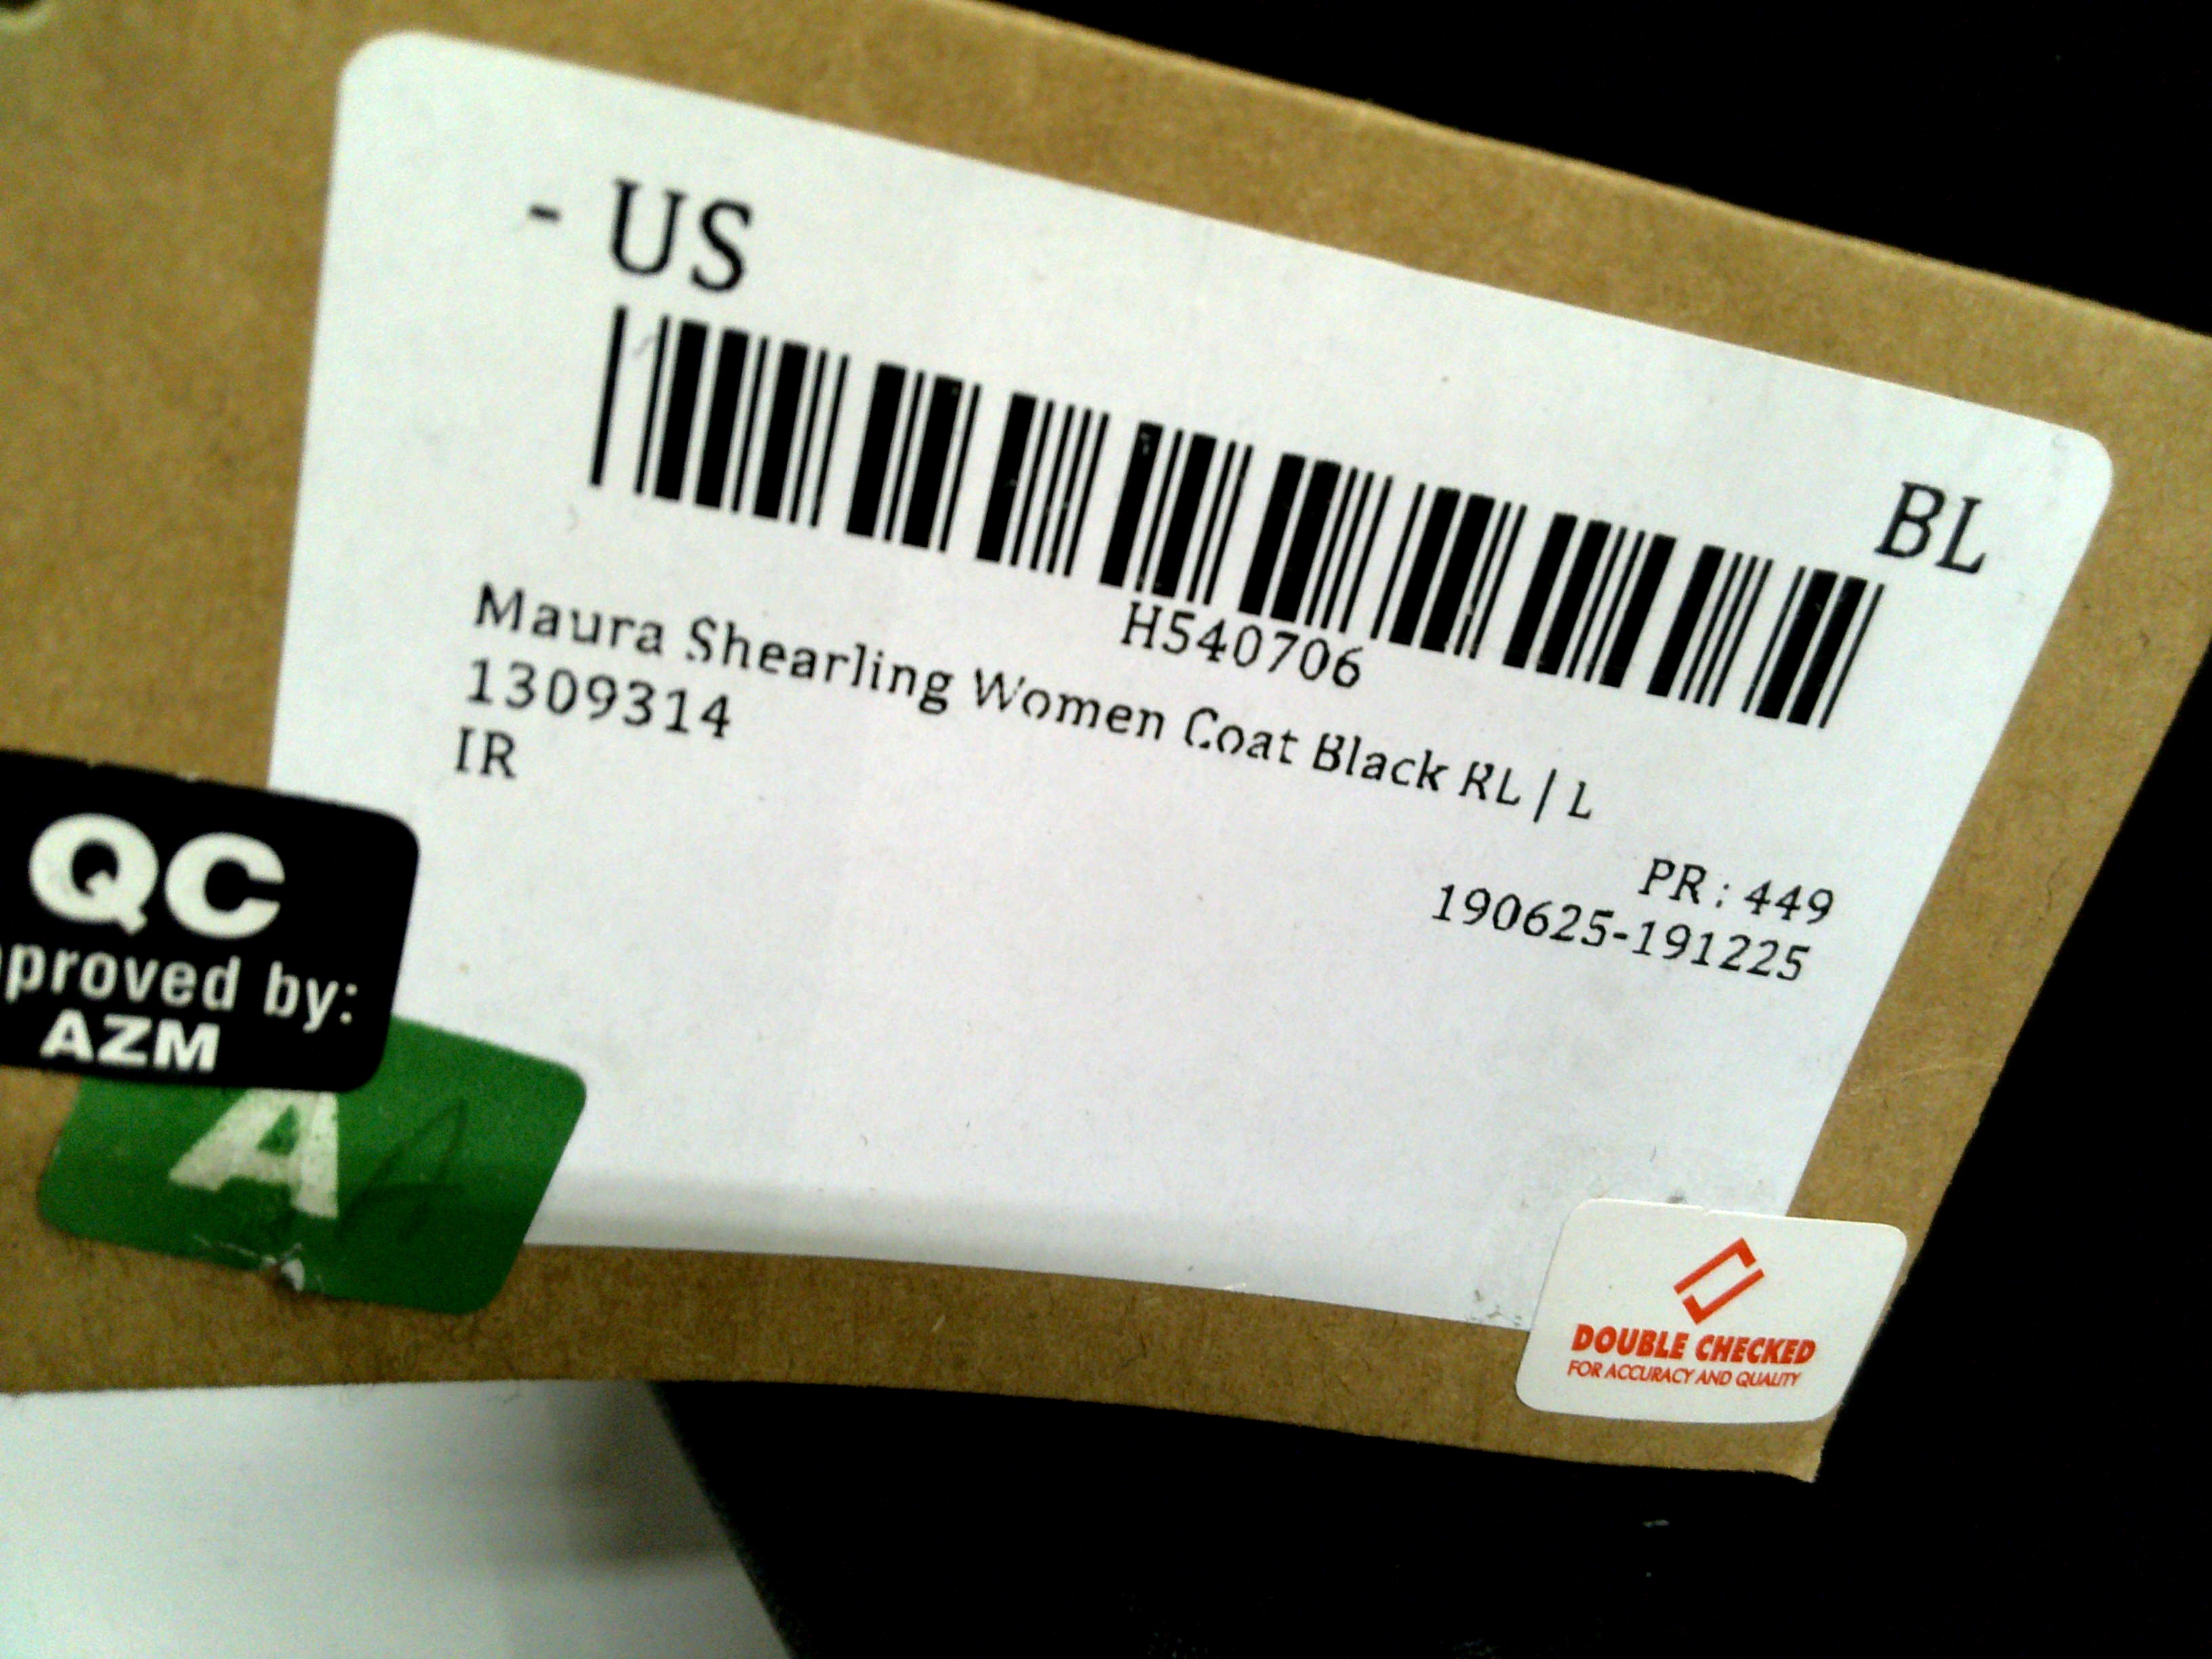 - US
BL
H540706
Maura Shearling Women Coat Black RL | L
1309314
IR
PR : 449
190625-191225
QC
proved by:
AZM
A
DOUBLE CHECKED
FOR ACCURACY AND QUALITY